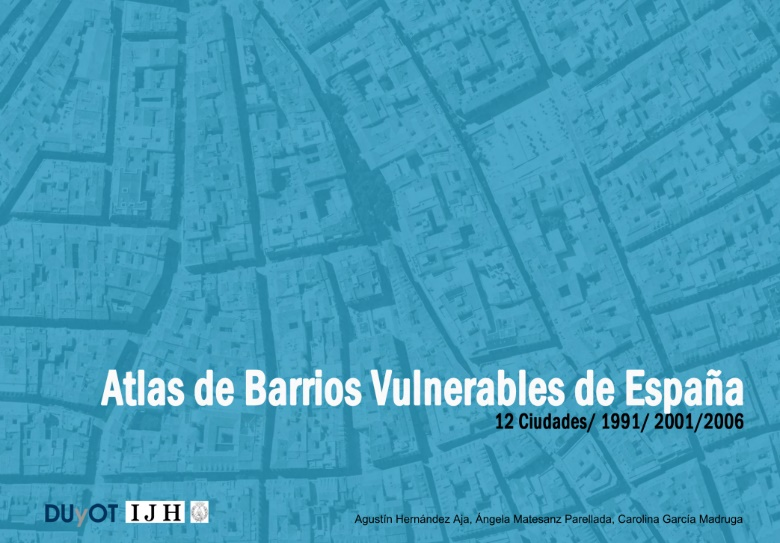 Atlas de Barrios Vulnerables de España
12 Ciudades/ 1991/ 2001/2006
DUyOT IJH
Agustín Hernández Aja, Ángela Matesanz Parellada, Carolina García Madruga